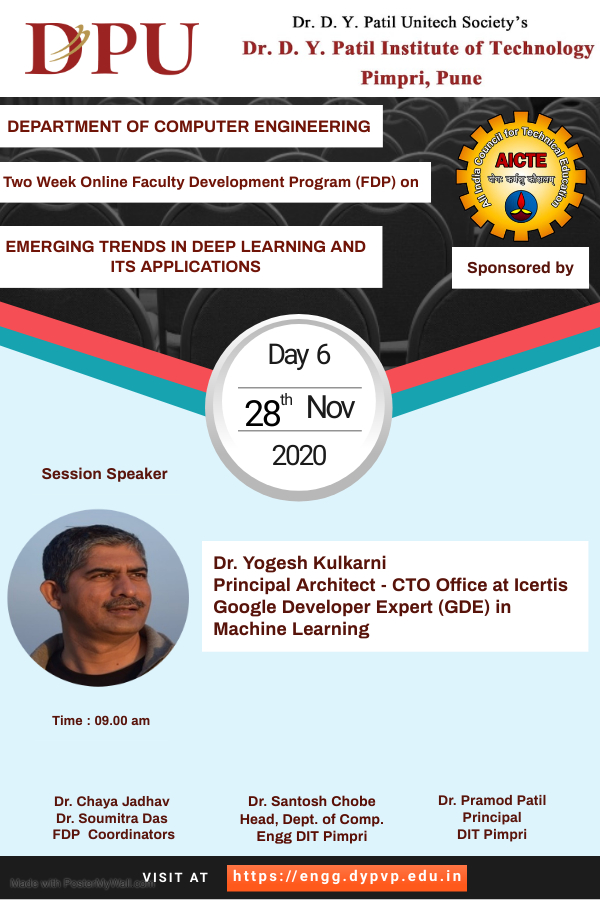 DPU
Dr. D. Y. Patil Unitech Society's
Dr. D. Y. Patil Institute of Technology
Pimpri, Pune
DEPARTMENT OF COMPUTER ENGINEERING
Two Week Online Faculty Development Program (FDP) on
EMERGING TRENDS IN DEEP LEARNING AND
ITS APPLICATIONS
All India Council for Technical Education
AICTE
योगः कर्मसु कौशलम्
Sponsored by
Day 6
28th Nov
2020
Session Speaker
Dr. Yogesh Kulkarni
Principal Architect - CTO Office at Icertis
Google Developer Expert (GDE) in
Machine Learning
Time : 09.00 am
Dr. Chaya Jadhav
Dr. Soumitra Das
FDP Coordinators
Dr. Santosh Chobe
Head, Dept. of Comp.
Engg DIT Pimpri
Dr. Pramod Patil
Principal
DIT Pimpri
Made with PosterMyWall.com
VISIT AT https://engg.dypvp.edu.in